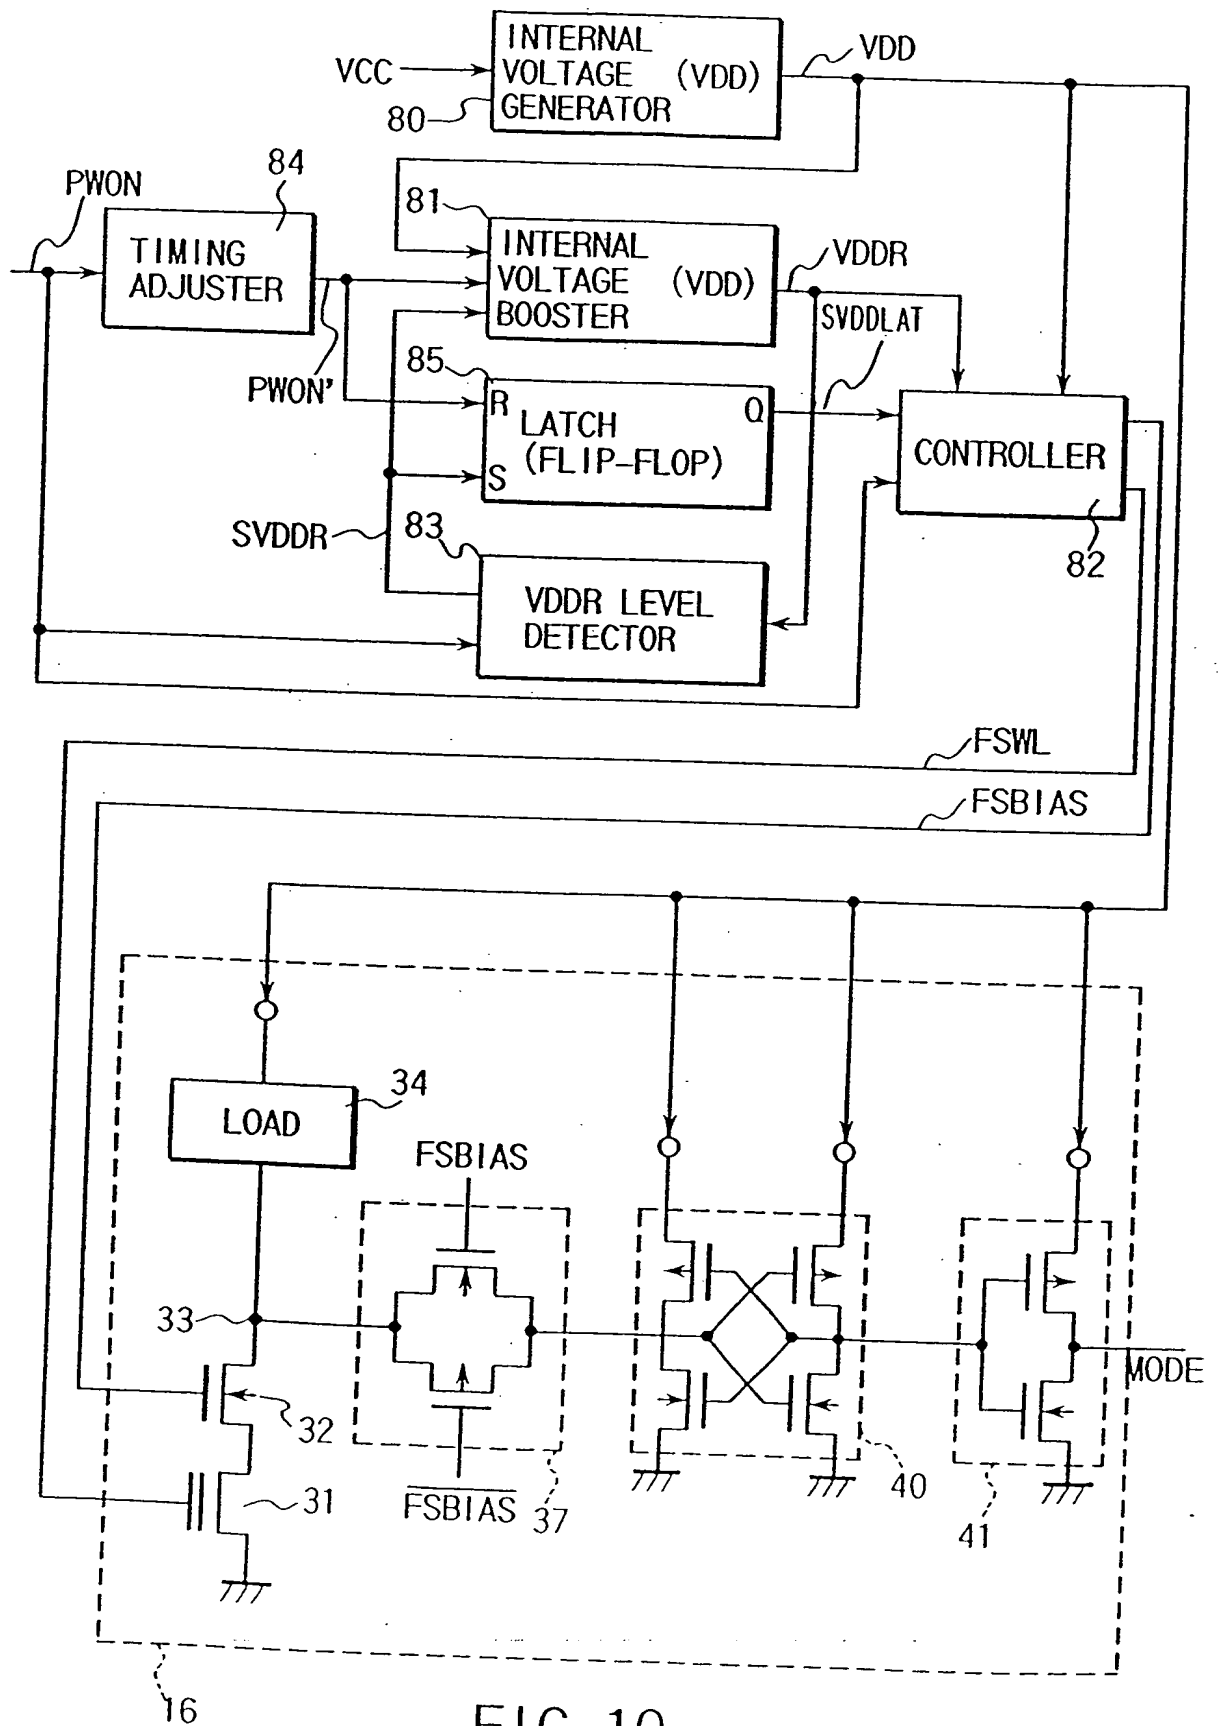 INTERNAL
VOLTAGE (VDD)
GENERATOR
VCC
80
VDD
PWON
84
TIMING
ADJUSTER
PWON'
81
INTERNAL
VOLTAGE (VDD)
BOOSTER
VDDR
SVDDLAT
85
R
Q
LATCH
(FLIP-FLOP)
S
CONTROLLER
82
SVDDR
83
VDDR LEVEL
DETECTOR
FSWL
FSBIAS
34
LOAD
FSBIAS
33
32
31
FSBIAS
37
40
41
MODE
16
FIG. 10